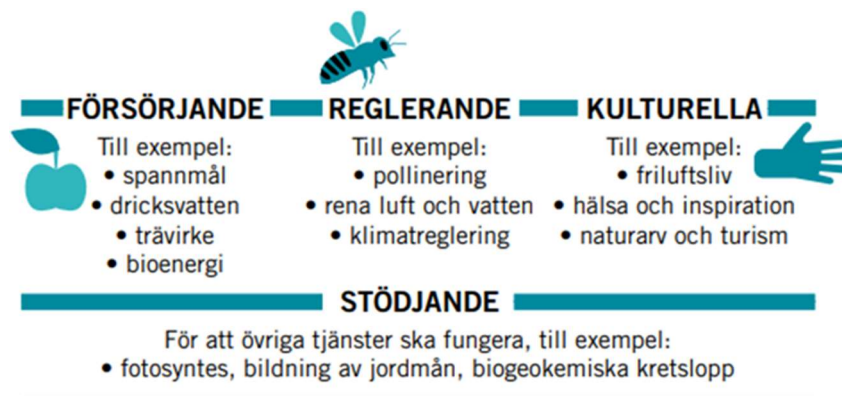 FÖRSÖRJANDE
Till exempel:
• spannmål
• dricksvatten
• trävirke
• bioenergi
REGLERANDE
Till exempel:
• pollinering
• rena luft och vatten
• klimatreglering
KULTURELLA
Till exempel:
• friluftsliv
• hälsa och inspiration
• naturarv och turism
STÖDJANDE
För att övriga tjänster ska fungera, till exempel:
• fotosyntes, bildning av jordmån, biogeokemiska kretslopp